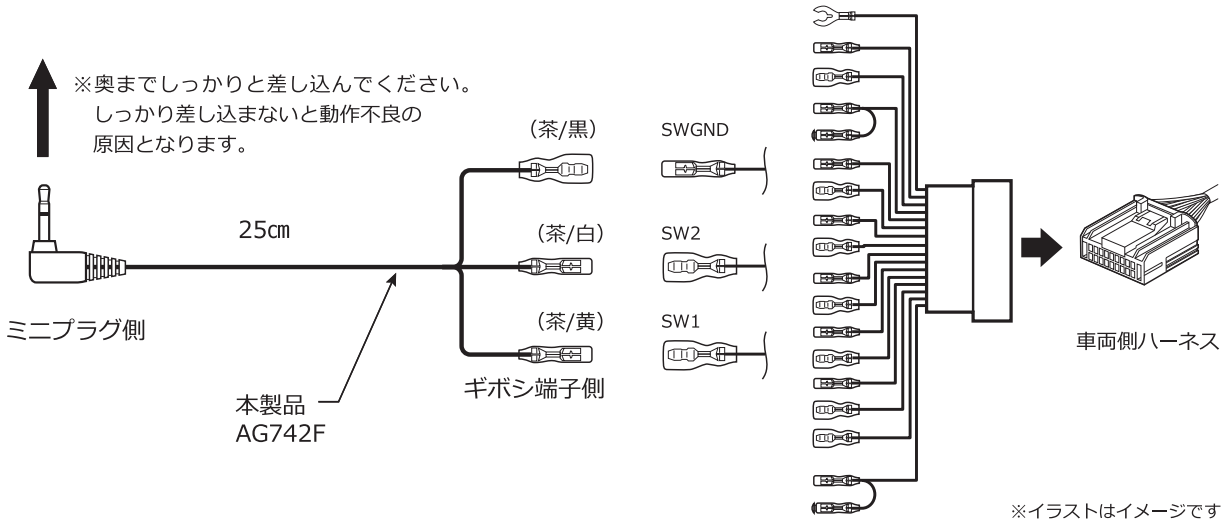 ※奥までしっかりと差し込んでください。
しっかり差し込まないと動作不良の
原因となります。
(茶/黒)
SWGND
25㎝
(茶/白)
SW2
(茶/黄)
SW1
ミニプラグ側
ギボシ端子側
本製品
AG742F
車両側ハーネス
※イラストはイメージです